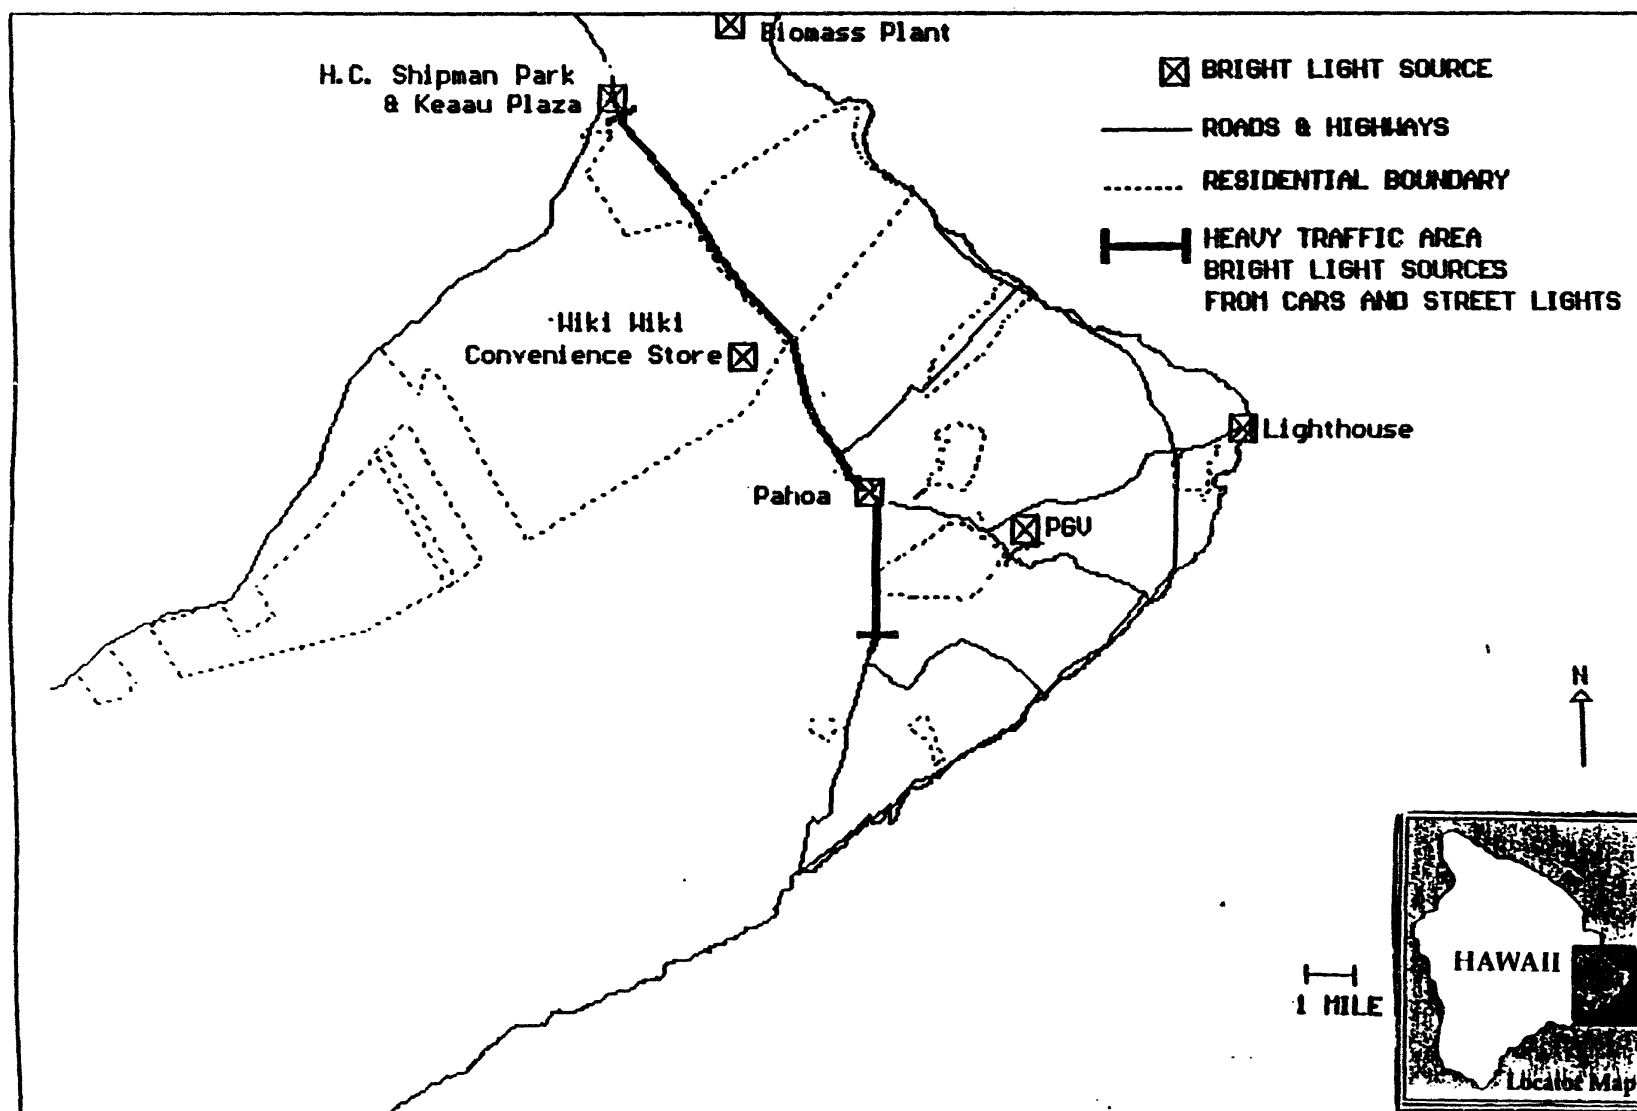 Biomass Plant
H.C. Shipman Park
& Keaau Plaza
BRIGHT LIGHT SOURCE
ROADS & HIGHWAYS
RESIDENTIAL BOUNDARY
HEAVY TRAFFIC AREA
BRIGHT LIGHT SOURCES
FROM CARS AND STREET LIGHTS
Wiki Wiki
Convenience Store
Lighthouse
Pahoa
PGV
N
HAWAII
1 MILE
Locator Map